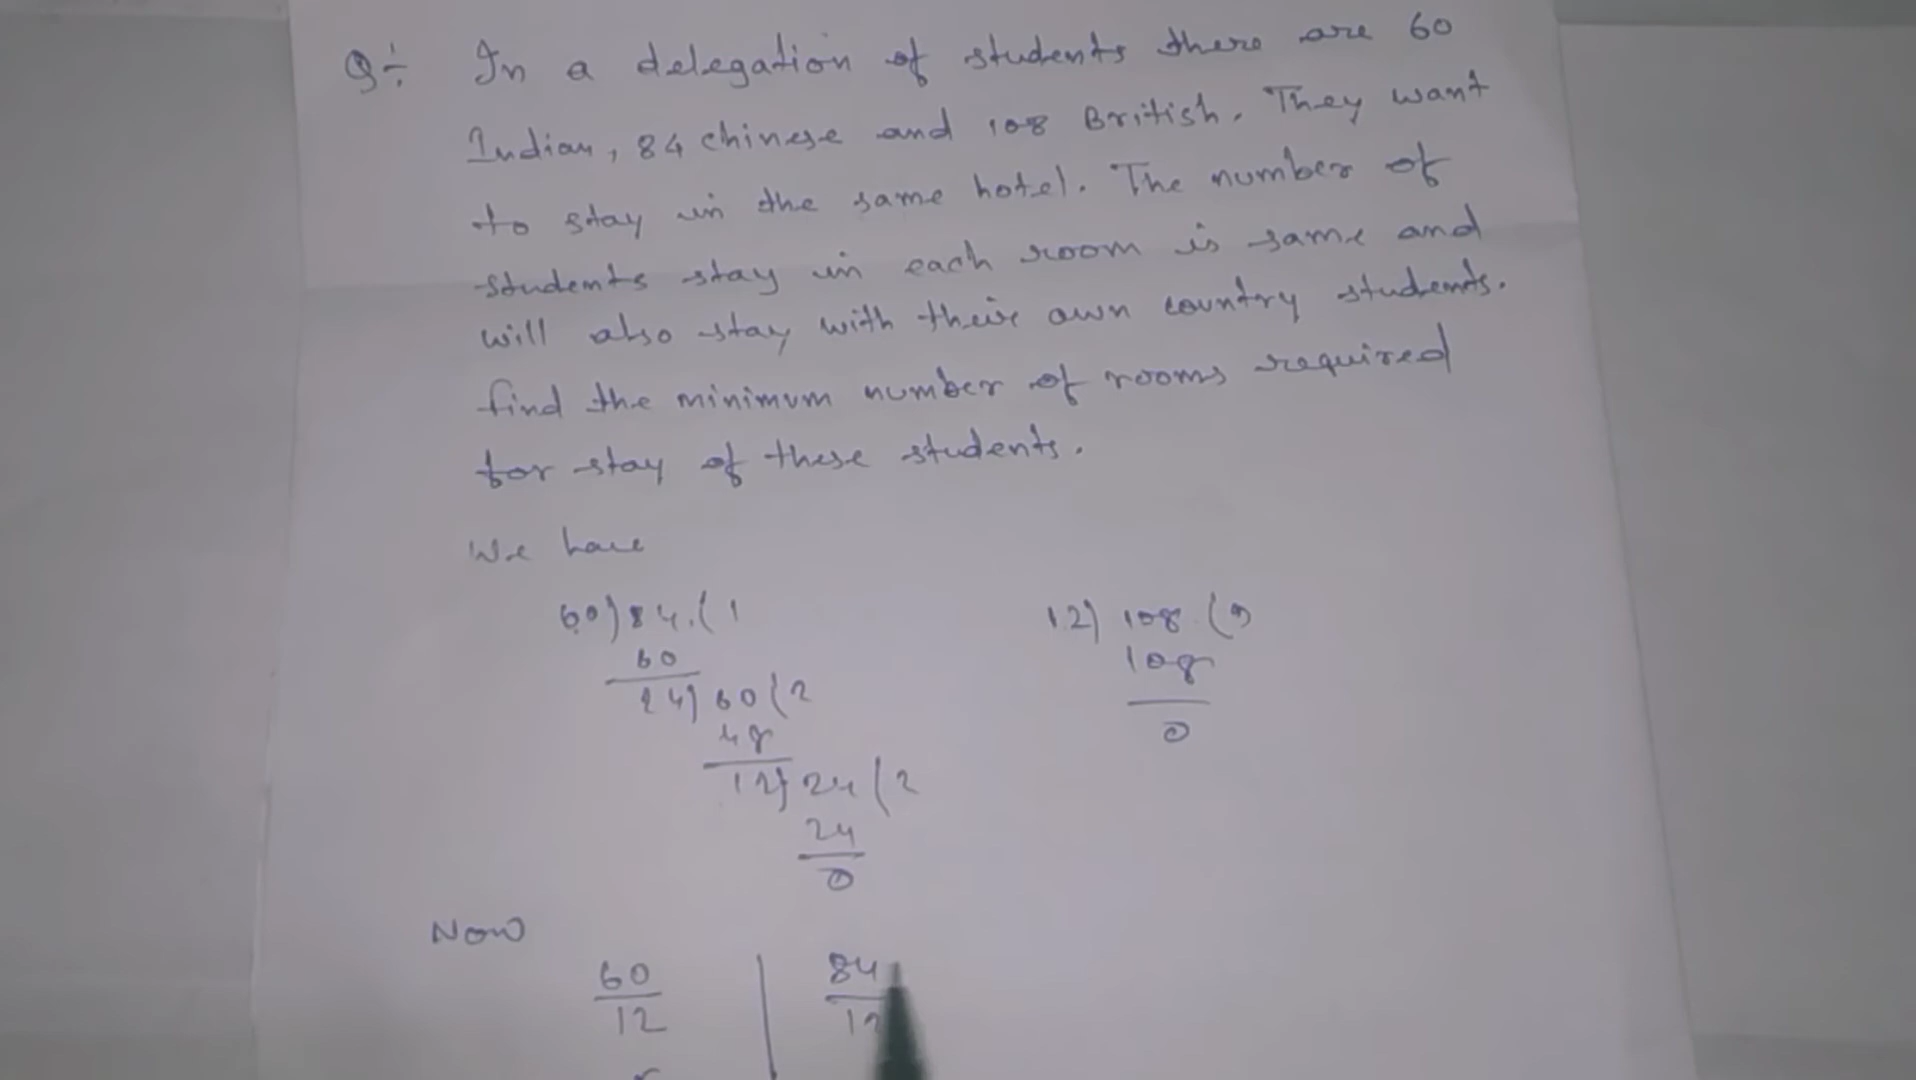 Q÷ In a delegation of students there are 60
Indian, 84 chinese and 108 British. They want
to stay in the same hotel. The number of
students stay in each room is same and
will also stay with their own country students.
find the minimum number of rooms required
for stay of these students.
We have
60) 84 ( 1
12) 108 ( 9
60
108
24) 60 ( 2
0
48
12) 24 ( 2
24
0
Now
60
84
12
12